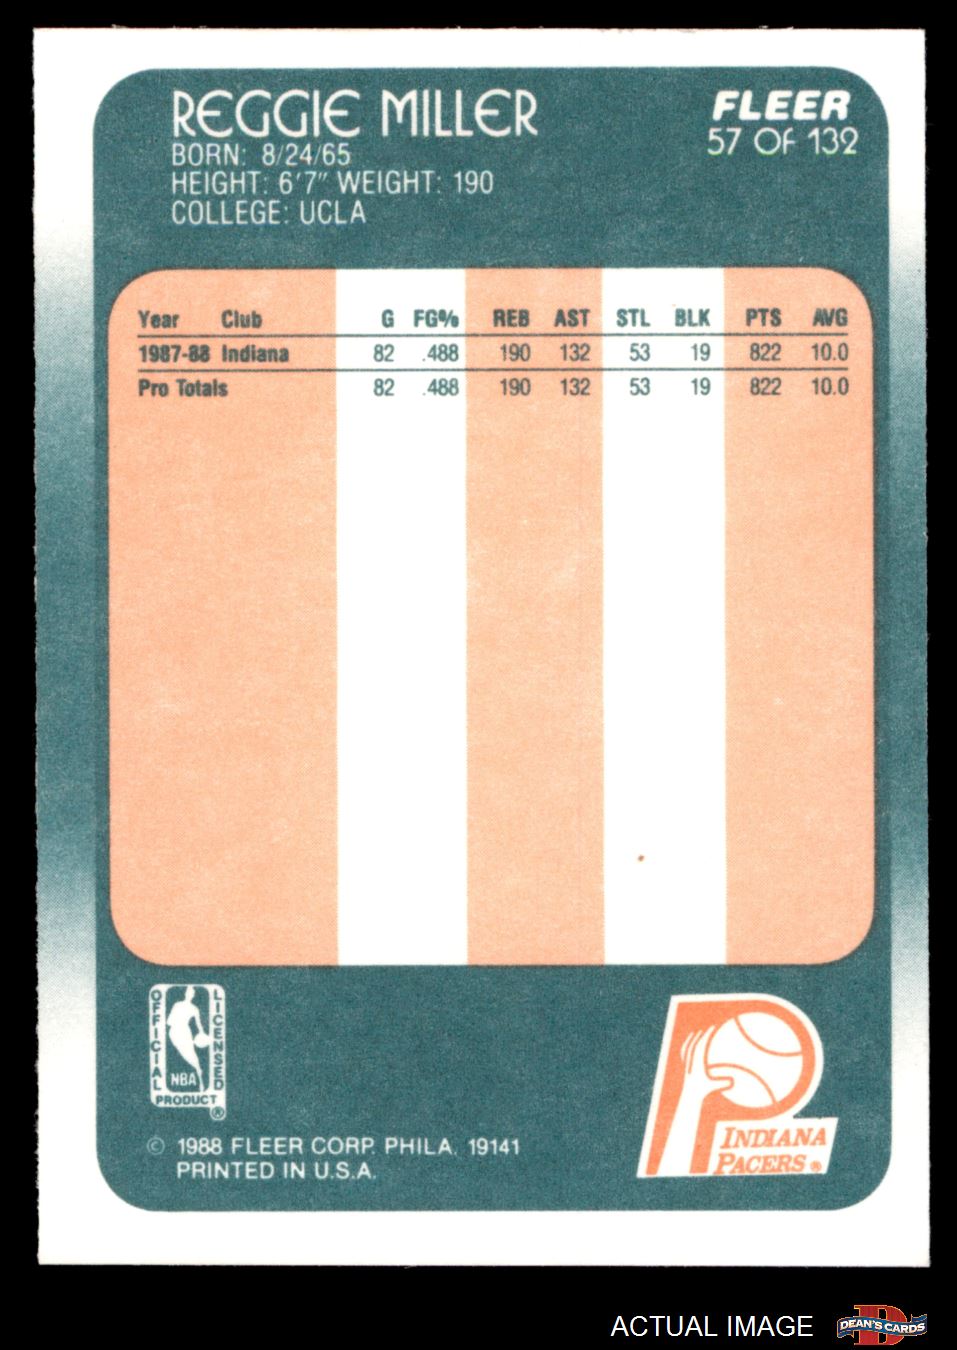 REGGIE MILLER
BORN: 8/24/65
HEIGHT: 6'7" WEIGHT: 190
COLLEGE: UCLA
FLEER
57 OF 132
Year Club G FG% REB AST STL BLK PTS AVG
1987-88 Indiana 82 .488 190 132 53 19 822 10.0
Pro Totals 82 .488 190 132 53 19 822 10.0
OFFICIAL
LICENSED
NBA
PRODUCT
®
© 1988 FLEER CORP. PHILA. 19141
PRINTED IN U.S.A.
INDIANA
PACERS ®
ACTUAL IMAGE
D
DEAN'S CARDS